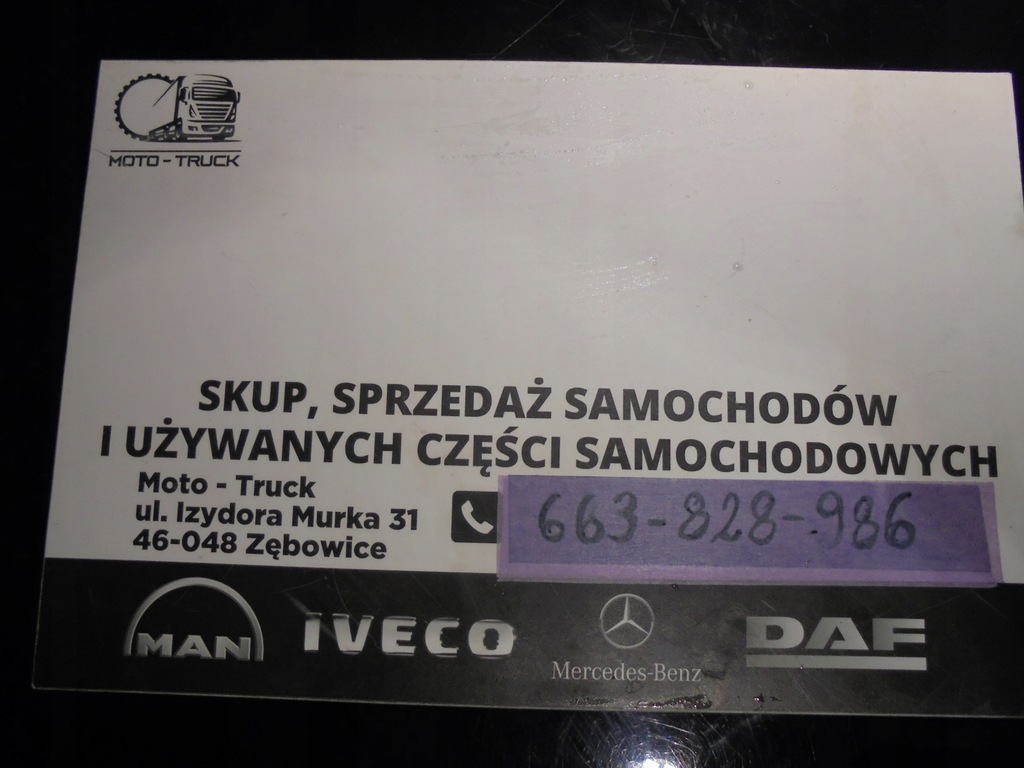 MOTO - TRUCK
SKUP, SPRZEDAŻ SAMOCHODÓW
I UŻYWANYCH CZĘŚCI SAMOCHODOWYCH
Moto - Truck
ul. Izydora Murka 31
46-048 Zębowice
663-828-986
MAN IVECO Mercedes-Benz DAF